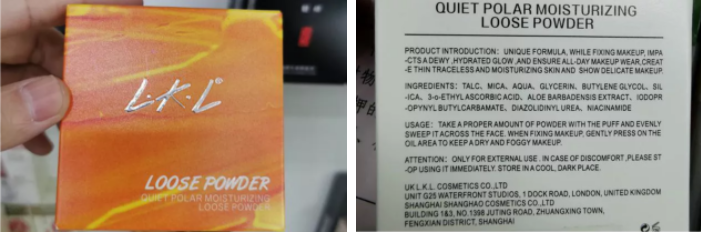 L·K·L®
LOOSE POWDER
QUIET POLAR MOISTURIZING
LOOSE POWDER
QUIET POLAR MOISTURIZING
LOOSE POWDER
PRODUCT INTRODUCTION: UNIQUE FORMULA, WHILE FIXING MAKEUP, IMPA
-CTS A DEWY ,HYDRATED GLOW ,AND ENSURE ALL-DAY MAKEUP WEAR,CREAT
-E THIN TRACELESS AND MOISTURIZING SKIN AND SHOW DELICATE MAKEUP.
INGREDIENTS: TALC, MICA, AQUA, GLYCERIN, BUTYLENE GLYCOL, SIL
-ICA, 3-o-ETHYL ASCORBIC ACID, ALOE BARBADENSIS EXTRACT, IODOPR
-OPYNYL BUTYLCARBAMATE, DIAZOLIDINYL UREA, NIACINAMIDE
USAGE: TAKE A PROPER AMOUNT OF POWDER WITH THE PUFF AND EVENLY
SWEEP IT ACROSS THE FACE. WHEN FIXING MAKEUP, GENTLY PRESS ON THE
OIL AREA TO KEEP A DRY AND FOGGY MAKEUP.
ATTENTION: ONLY FOR EXTERNAL USE . IN CASE OF DISCOMFORT ,PLEASE ST
-OP USING IT IMMEDIATELY. STORE IN A COOL, DARK PLACE.
UK L.K.L. COSMETICS CO.,LTD
UNIT G25 WATERFRONT STUDIOS, 1 DOCK ROAD, LONDON, UNITED KINGDOM
SHANGHAI SHANGHAO COSMETICS CO.,LTD
BUILDING 1&3, NO.1398 JUTING ROAD, ZHUANGXING TOWN,
FENGXIAN DISTRICT, SHANGHAI